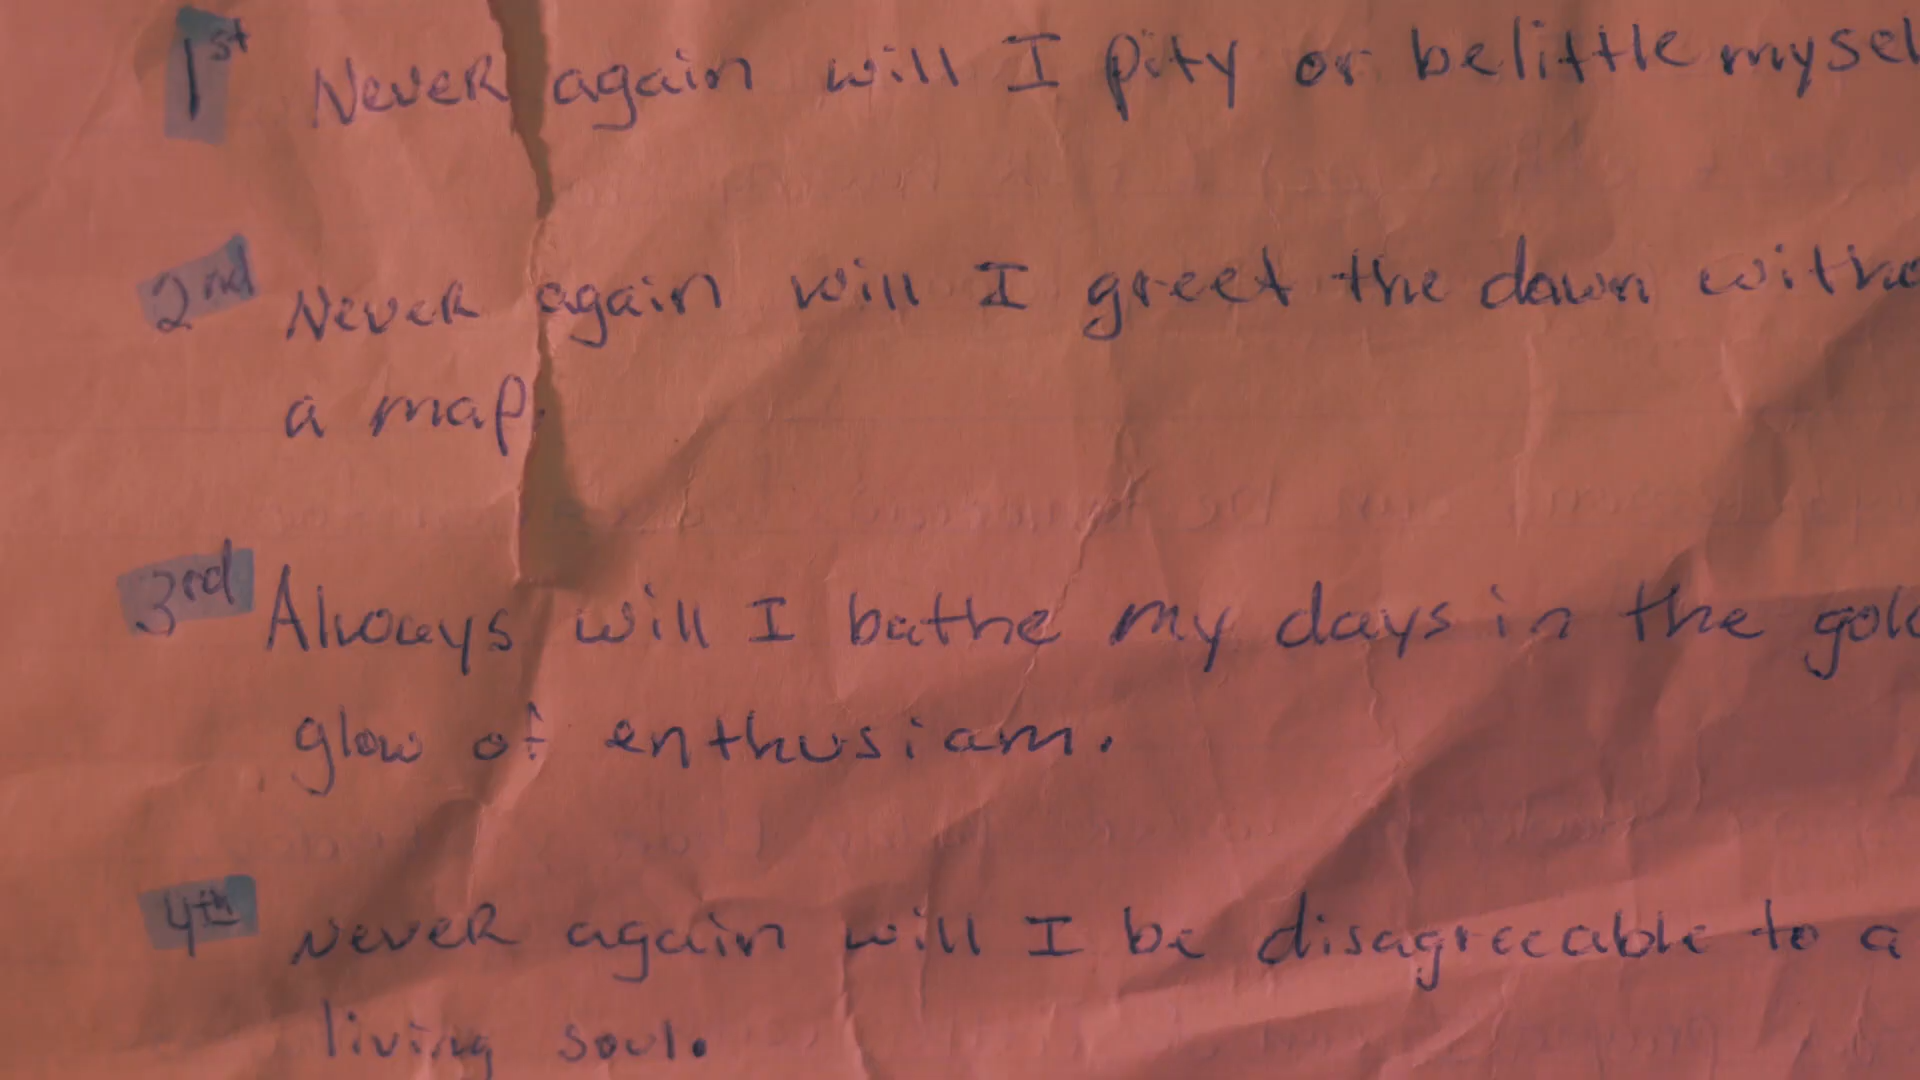 1st Never again will I pity or belittle mysel
2nd Never again will I greet the dawn witho
a map.
3rd Always will I bathe my days in the gold
glow of enthusiam.
4th Never again will I be disagreeable to a
living soul.